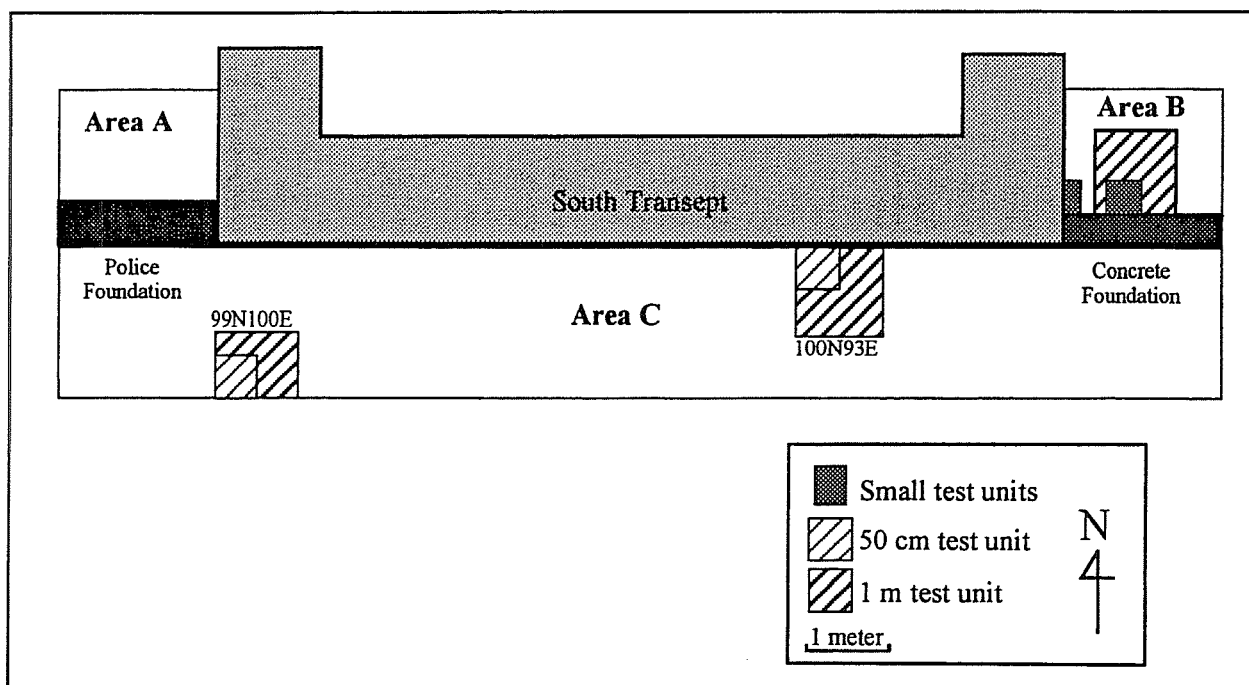 Area A
Area B
South Transept
Police
Foundation
Concrete
Foundation
Area C
99N100E
100N93E
Small test units
50 cm test unit
1 m test unit
N
1 meter